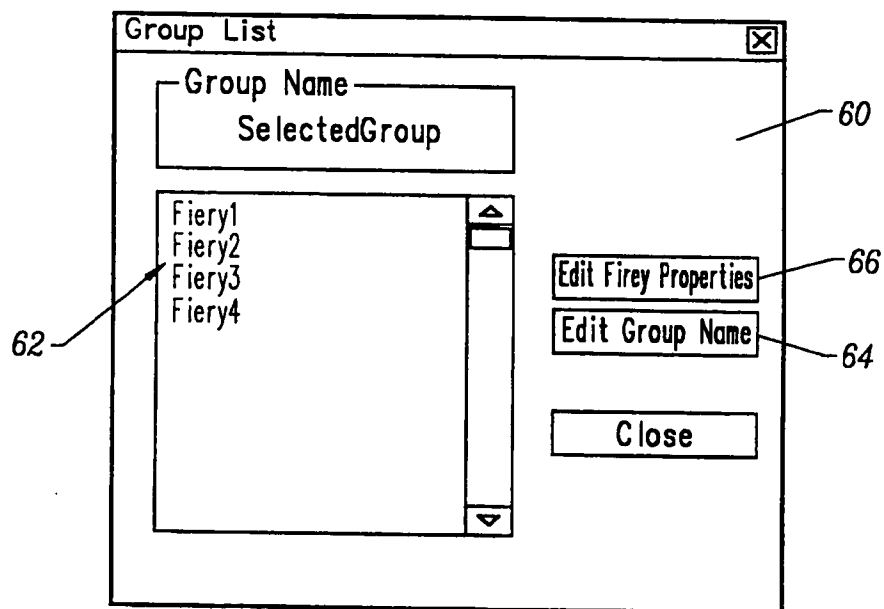 Group List
Group Name
SelectedGroup
60
Fiery1
Fiery2
Fiery3
Fiery4
62
Edit Firey Properties
66
Edit Group Name
64
Close